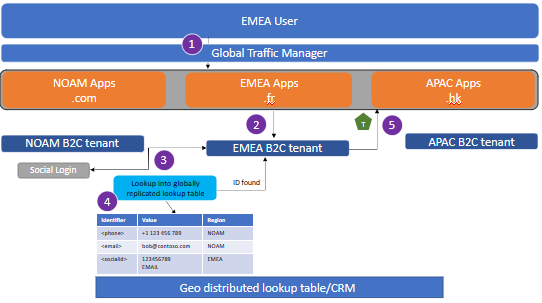 EMEA User
1
Global Traffic Manager
NOAM Apps
.com
EMEA Apps
.fr
APAC Apps
.hk
2
T
5
NOAM B2C tenant
EMEA B2C tenant
APAC B2C tenant
3
Social Login
Lookup into globally
replicated lookup table
ID found
4
Identifier Value Region
<phone> +1 123 456 789 NOAM
<email> bob@contoso.com NOAM
<socialId> 123456789 EMEA
EMAIL
Geo distributed lookup table/CRM